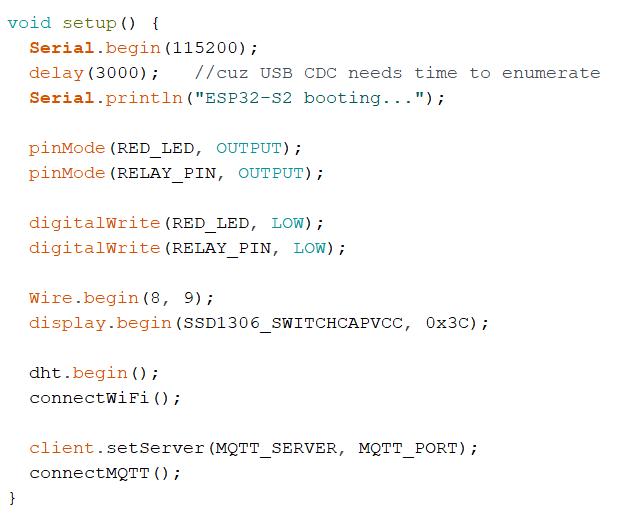 void setup() {
  Serial.begin(115200);
  delay(3000);   //cuz USB CDC needs time to enumerate
  Serial.println("ESP32-S2 booting...");

  pinMode(RED_LED, OUTPUT);
  pinMode(RELAY_PIN, OUTPUT);

  digitalWrite(RED_LED, LOW);
  digitalWrite(RELAY_PIN, LOW);

  Wire.begin(8, 9);
  display.begin(SSD1306_SWITCHCAPVCC, 0x3C);

  dht.begin();
  connectWiFi();

  client.setServer(MQTT_SERVER, MQTT_PORT);
  connectMQTT();
}